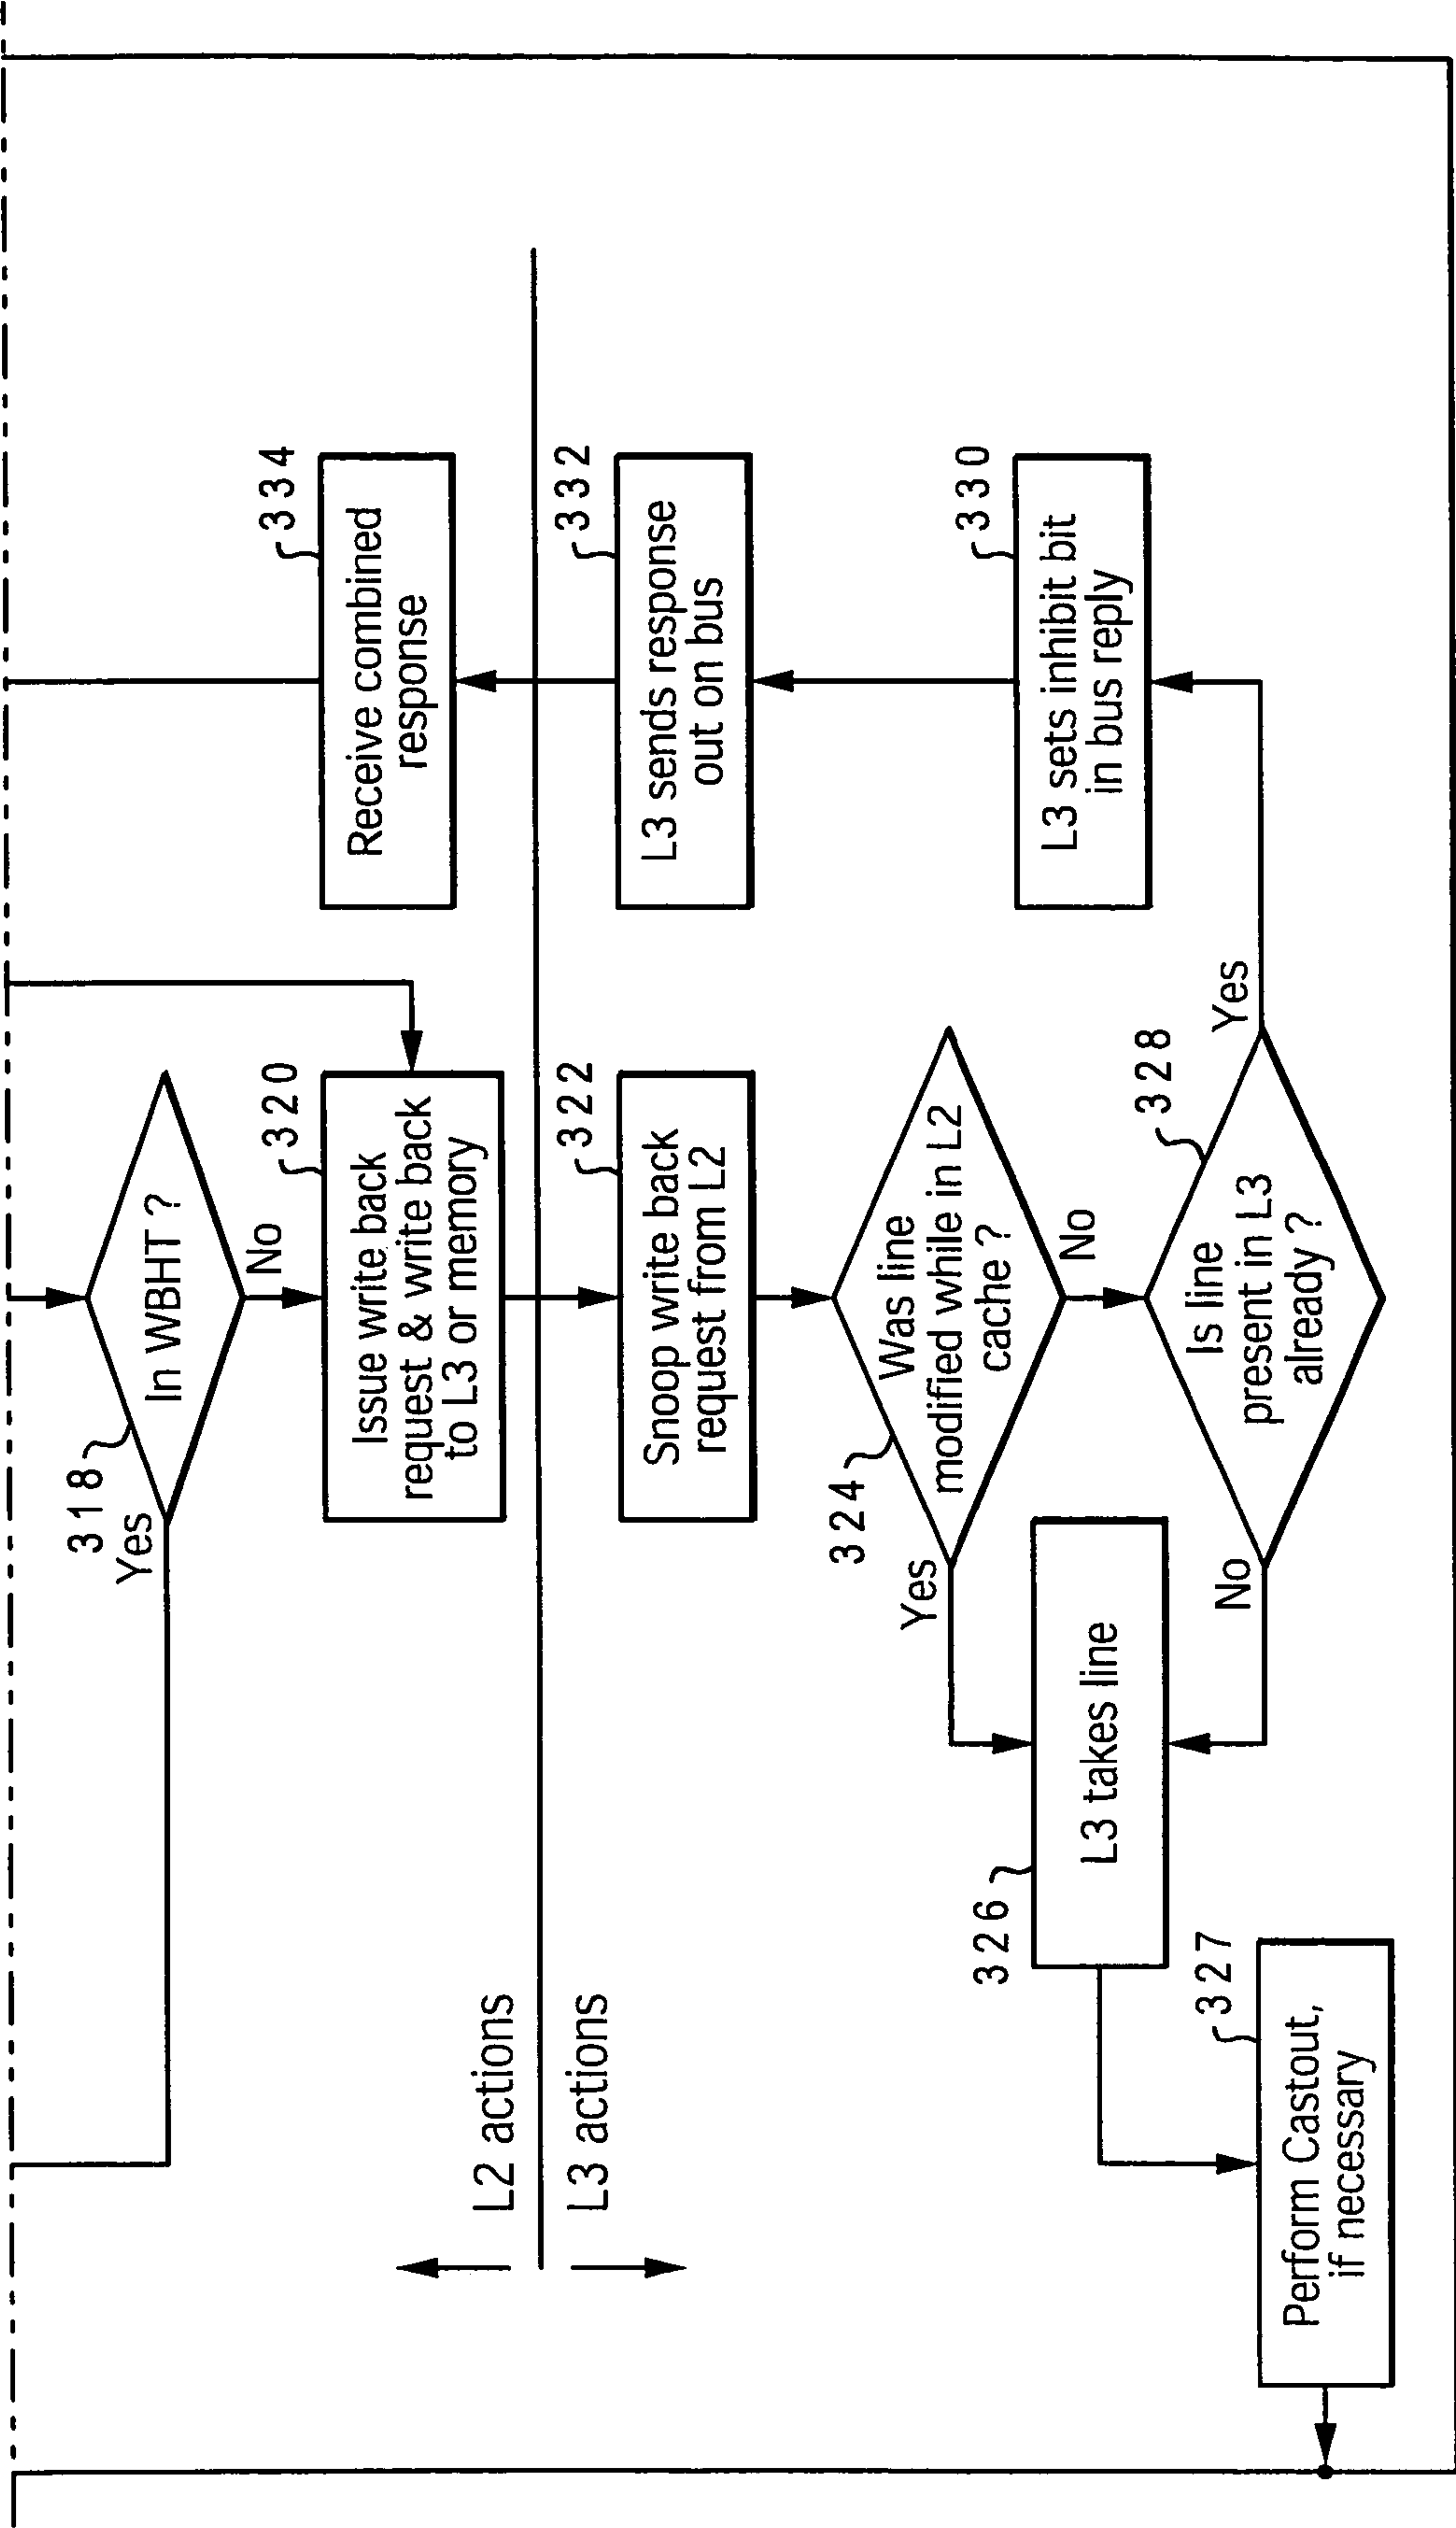 318
Yes
In WBHT ?
No
320
Issue write back
request & write back
to L3 or memory
334
Receive combined
response
L2 actions
L3 actions
322
Snoop write back
request from L2
332
L3 sends response
out on bus
324
Yes
Was line
modified while in L2
cache ?
No
326
L3 takes line
328
No
Is line
present in L3
already ?
Yes
330
L3 sets inhibit bit
in bus reply
327
Perform Castout,
if necessary